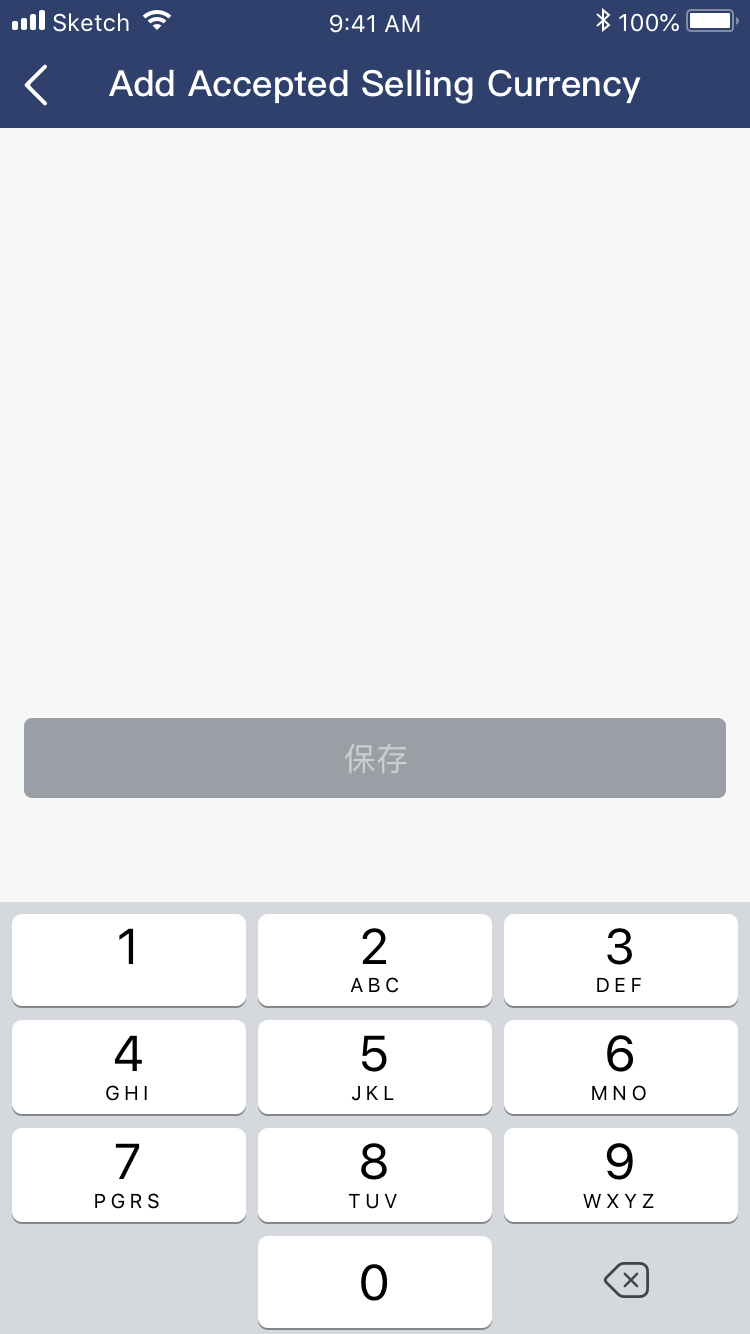 Sketch 9:41 AM 100%
Add Accepted Selling Currency
保存
1 2 3
ABC DEF
4 5 6
GHI JKL MNO
7 8 9
PGRS TUV WXYZ
0